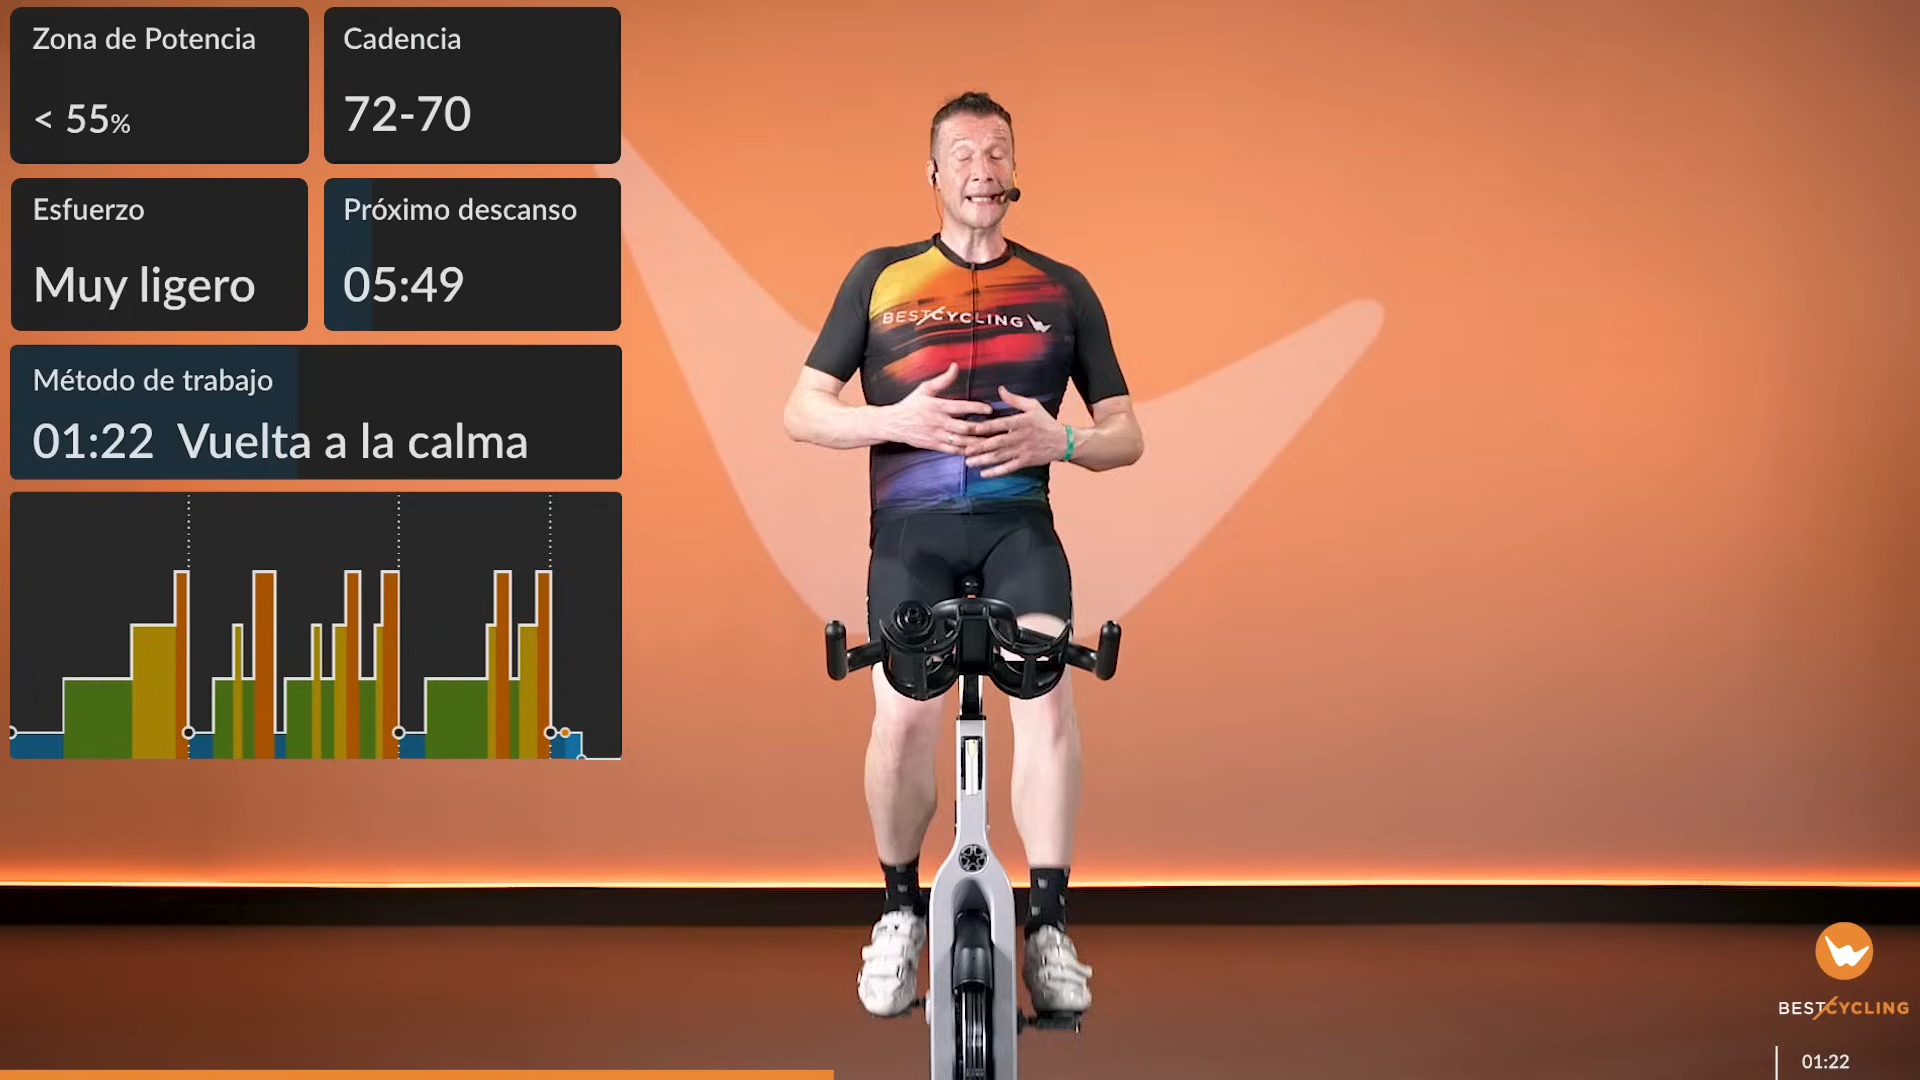 Zona de Potencia
< 55%
Cadencia
72-70
Esfuerzo
Muy ligero
Próximo descanso
05:49
Método de trabajo
01:22 Vuelta a la calma
BESTCYCLING
BESTCYCLING
01:22